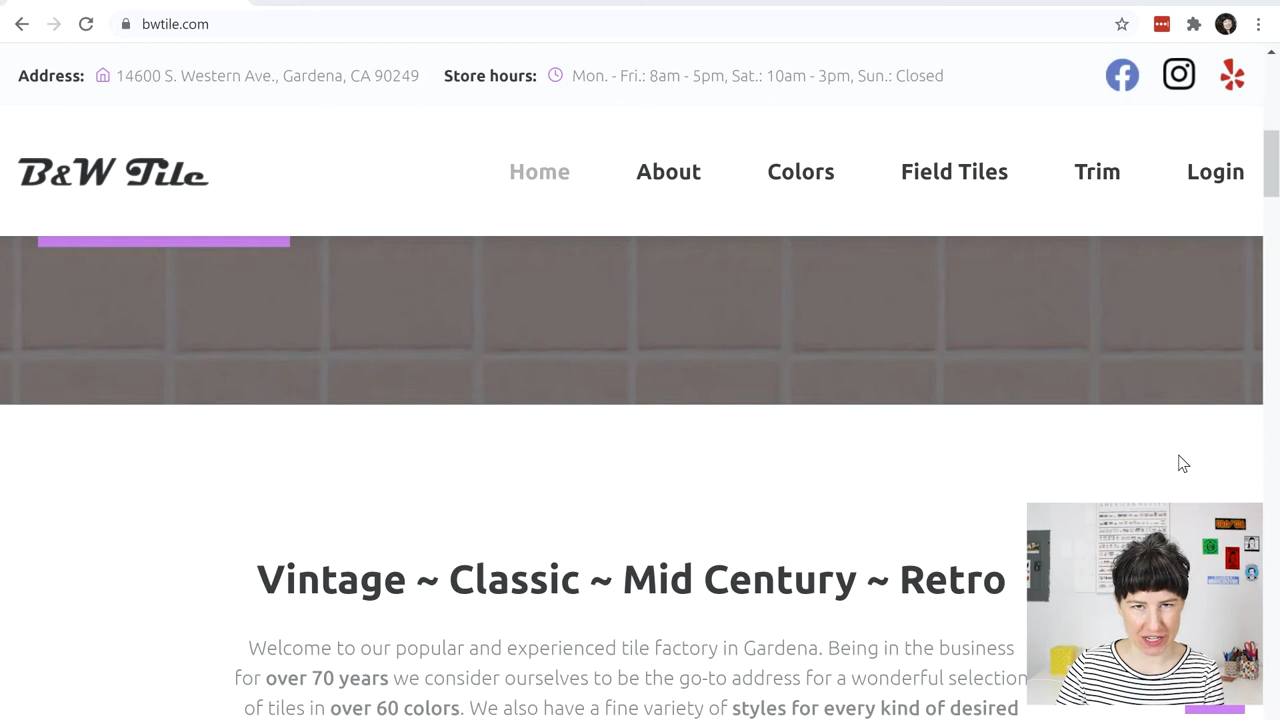 bwtile.com
Address: 14600 S. Western Ave., Gardena, CA 90249 Store hours: Mon. - Fri.: 8am - 5pm, Sat.: 10am - 3pm, Sun.: Closed
B&W Tile Home About Colors Field Tiles Trim Login
Vintage ~ Classic ~ Mid Century ~ Retro
Welcome to our popular and experienced tile factory in Gardena. Being in the business
for over 70 years we consider ourselves to be the go-to address for a wonderful selection
of tiles in over 60 colors. We also have a fine variety of styles for every kind of desired